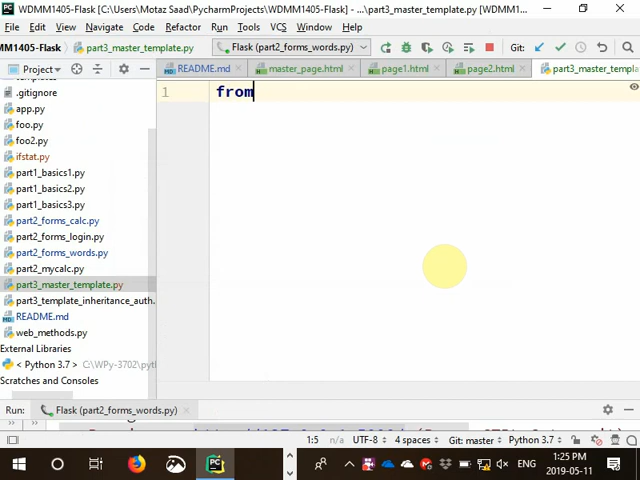 WDMM1405-Flask [C:\Users\Motaz Saad\PycharmProjects\WDMM1405-Flask] - ...\part3_master_template.py [WDMM1405-...
File Edit View Navigate Code Refactor Run Tools VCS Window Help
MM1405-Flask part3_master_template.py Flask (part2_forms_words.py) Git:
Project README.md master_page.html page1.html page2.html part3_master_templa
.gitignore
app.py
foo.py
foo2.py
ifstat.py
part1_basics1.py
part1_basics2.py
part1_basics3.py
part2_forms_calc.py
part2_forms_login.py
part2_forms_words.py
part2_mycalc.py
part3_master_template.py
part3_template_inheritance_auth.
README.md
web_methods.py
External Libraries
< Python 3.7 > C:\WPy-3702\pyth
Scratches and Consoles
1 from
Run: Flask (part2_forms_words.py)
1:5 n/a UTF-8 4 spaces Git: master Python 3.7
1:25 PM
2019-05-11